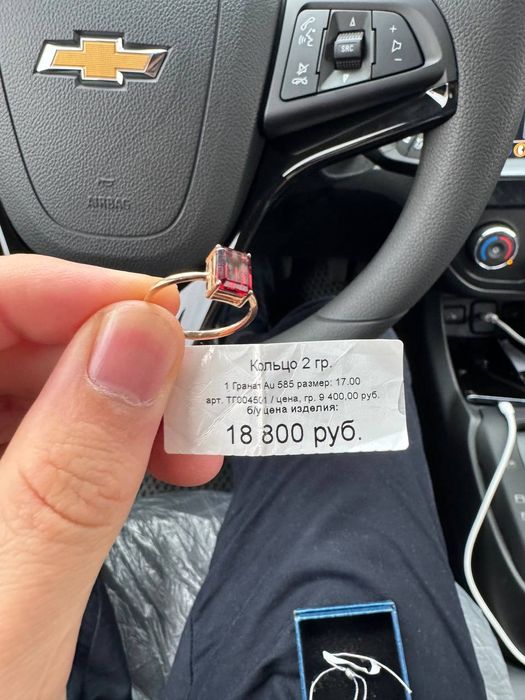 SRC
AIRBAG
Кольцо 2 гр.
1 Гранат Au 585 размер: 17.00
арт. ТГ004501 / цена, гр. 9 400,00 руб.
б/у цена изделия:
18 800 руб.